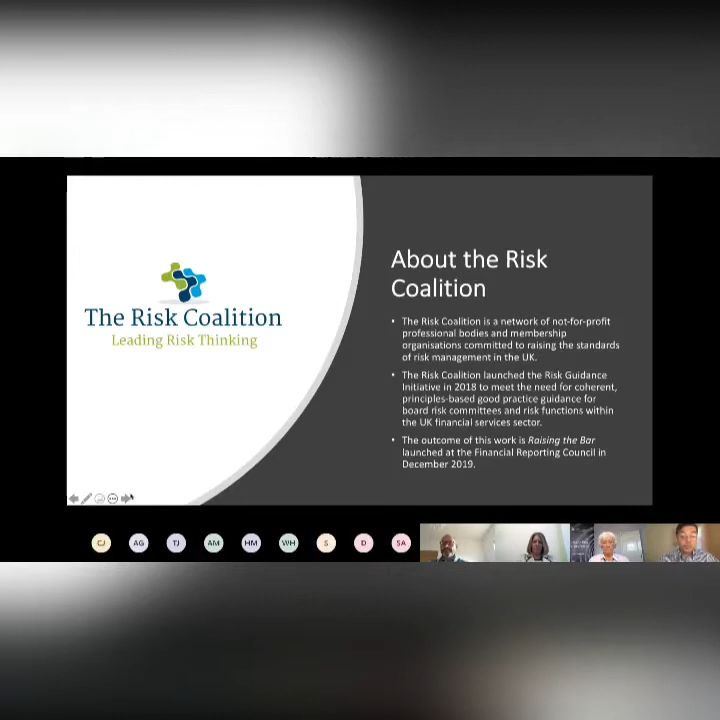 The Risk Coalition
Leading Risk Thinking
About the Risk
Coalition
• The Risk Coalition is a network of not-for-profit
professional bodies and membership
organisations committed to raising the standards
of risk management in the UK.
• The Risk Coalition launched the Risk Guidance
Initiative in 2018 to meet the need for coherent,
principles-based good practice guidance for
board risk committees and risk functions within
the UK financial services sector.
• The outcome of this work is Raising the Bar
launched at the Financial Reporting Council in
December 2019.
CJ AG TJ AM HM WH S D SA